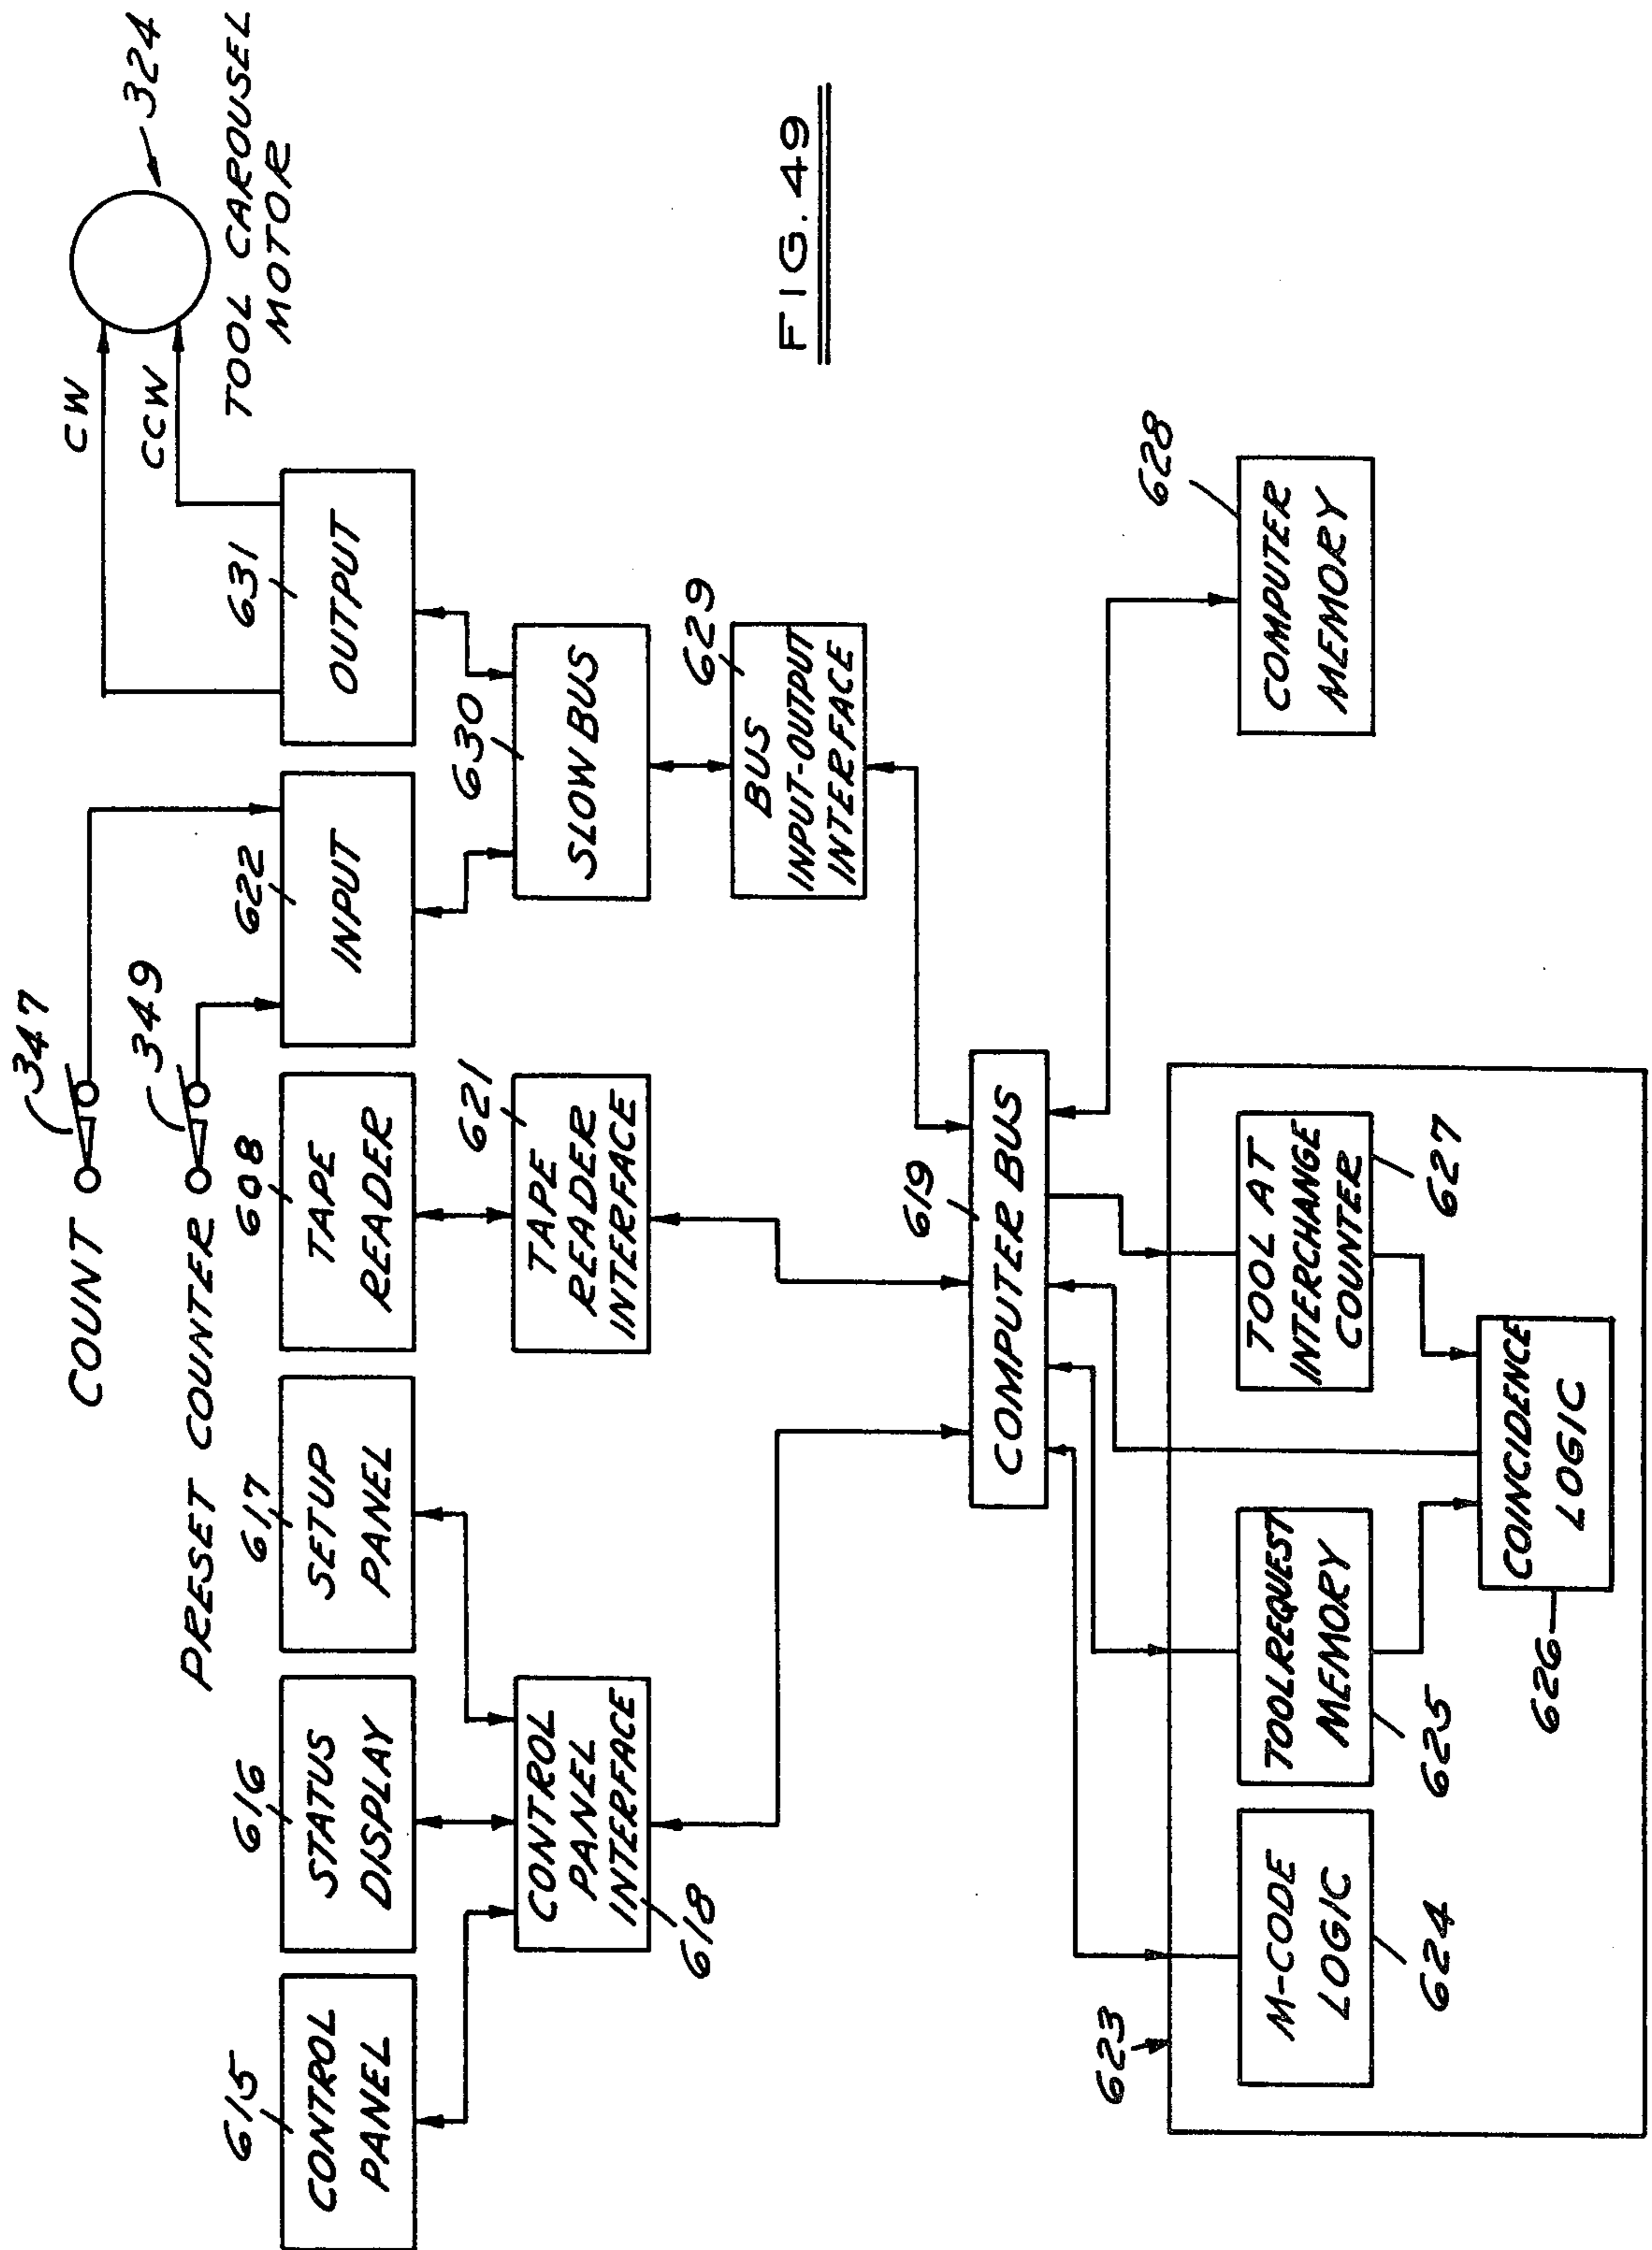 324
TOOL CAROUSEL
MOTOR
CW
CCW
347
COUNT
349
PRESET COUNTER
615
CONTROL
PANEL
616
STATUS
DISPLAY
617
SETUP
PANEL
608
TAPE
READER
622
INPUT
631
OUTPUT
CONTROL
PANEL
INTERFACE
618
621
TAPE
READER
INTERFACE
630
SLOW BUS
629
BUS
INPUT-OUTPUT
INTERFACE
FIG. 49
619
COMPUTER BUS
628
COMPUTER
MEMORY
623
M-CODE
LOGIC
624
TOOLREQUEST
MEMORY
625
TOOL AT
INTERCHANGE
COUNTER
627
COINCIDENCE
LOGIC
626